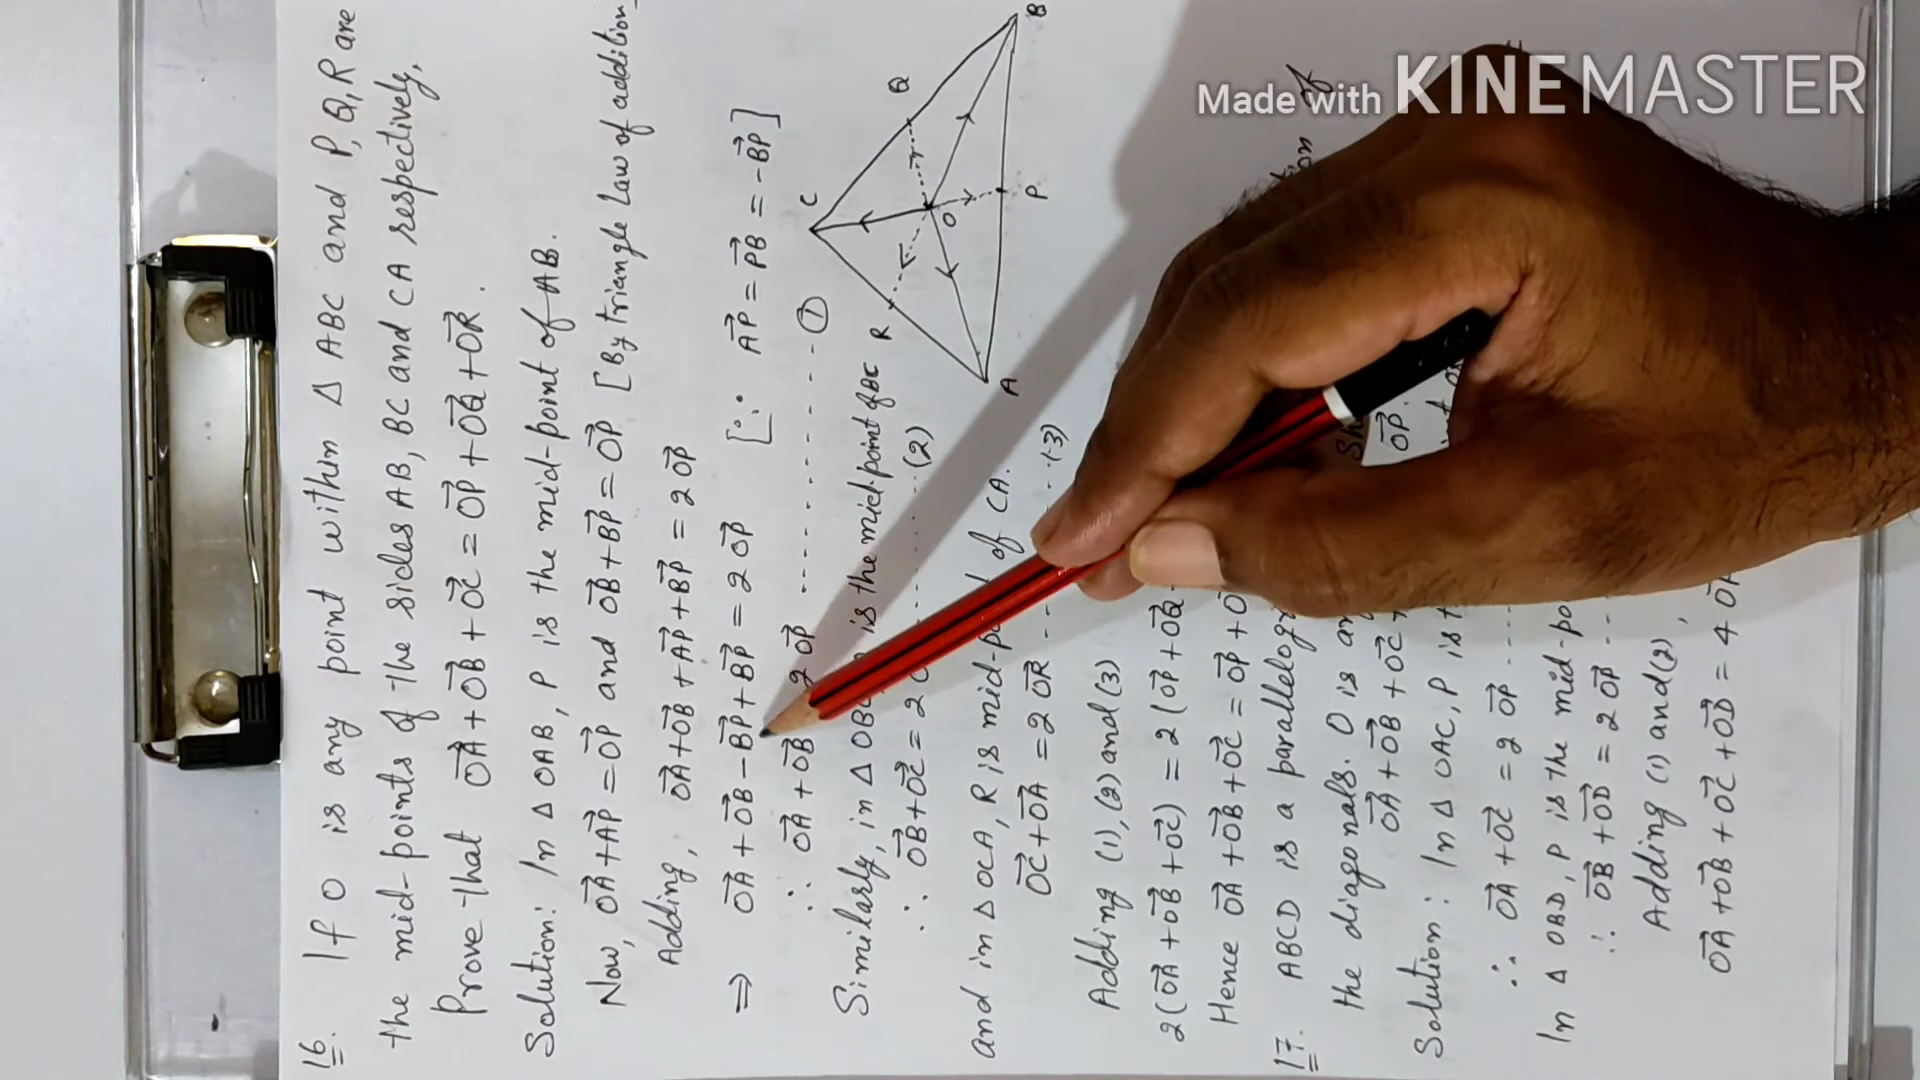 16. If O is any point within Δ ABC and P, Q, R are
the mid-points of the sides AB, BC and CA respectively,
Prove that OA⃗ + OB⃗ + OC⃗ = OP⃗ + OQ⃗ + OR⃗.
Solution: In Δ OAB, P is the mid-point of AB.
Now, OA⃗ + AP⃗ = OP⃗ and OB⃗ + BP⃗ = OP⃗ [By triangle law of addition]
Adding, OA⃗ + OB⃗ + AP⃗ + BP⃗ = 2 OP⃗
⇒ OA⃗ + OB⃗ - BP⃗ + BP⃗ = 2 OP⃗ [∵ AP⃗ = PB⃗ = -BP⃗]
∴ OA⃗ + OB⃗ 2 OP⃗ ---------- ①
Similarly, in Δ OBC is the mid-point of BC
∴ OB⃗ + OC⃗ = 2 ..... (2)
and in Δ OCA, R is mid-p of CA.
OC⃗ + OA⃗ = 2 OR⃗ --- ..(3)
Adding (1), (2) and (3)
2(OA⃗ + OB⃗ + OC⃗) = 2(OP⃗ + OQ⃗
Hence OA⃗ + OB⃗ + OC⃗ = OP⃗ +
17. ABCD is a parallelogr of
the diagonals. O is
OA⃗ + OB⃗ + OC⃗ OP⃗.
Solution: In Δ OAC, P is
∴ OA⃗ + OC⃗ = 2 OP⃗ ....
In Δ OBD, P is the mid-po
∴ OB⃗ + OD⃗ = 2 OP⃗ ...
Adding (1) and (2),
OA⃗ + OB⃗ + OC⃗ + OD⃗ = 4
C
Q
B
R
O
P
A
Made with KINEMASTER